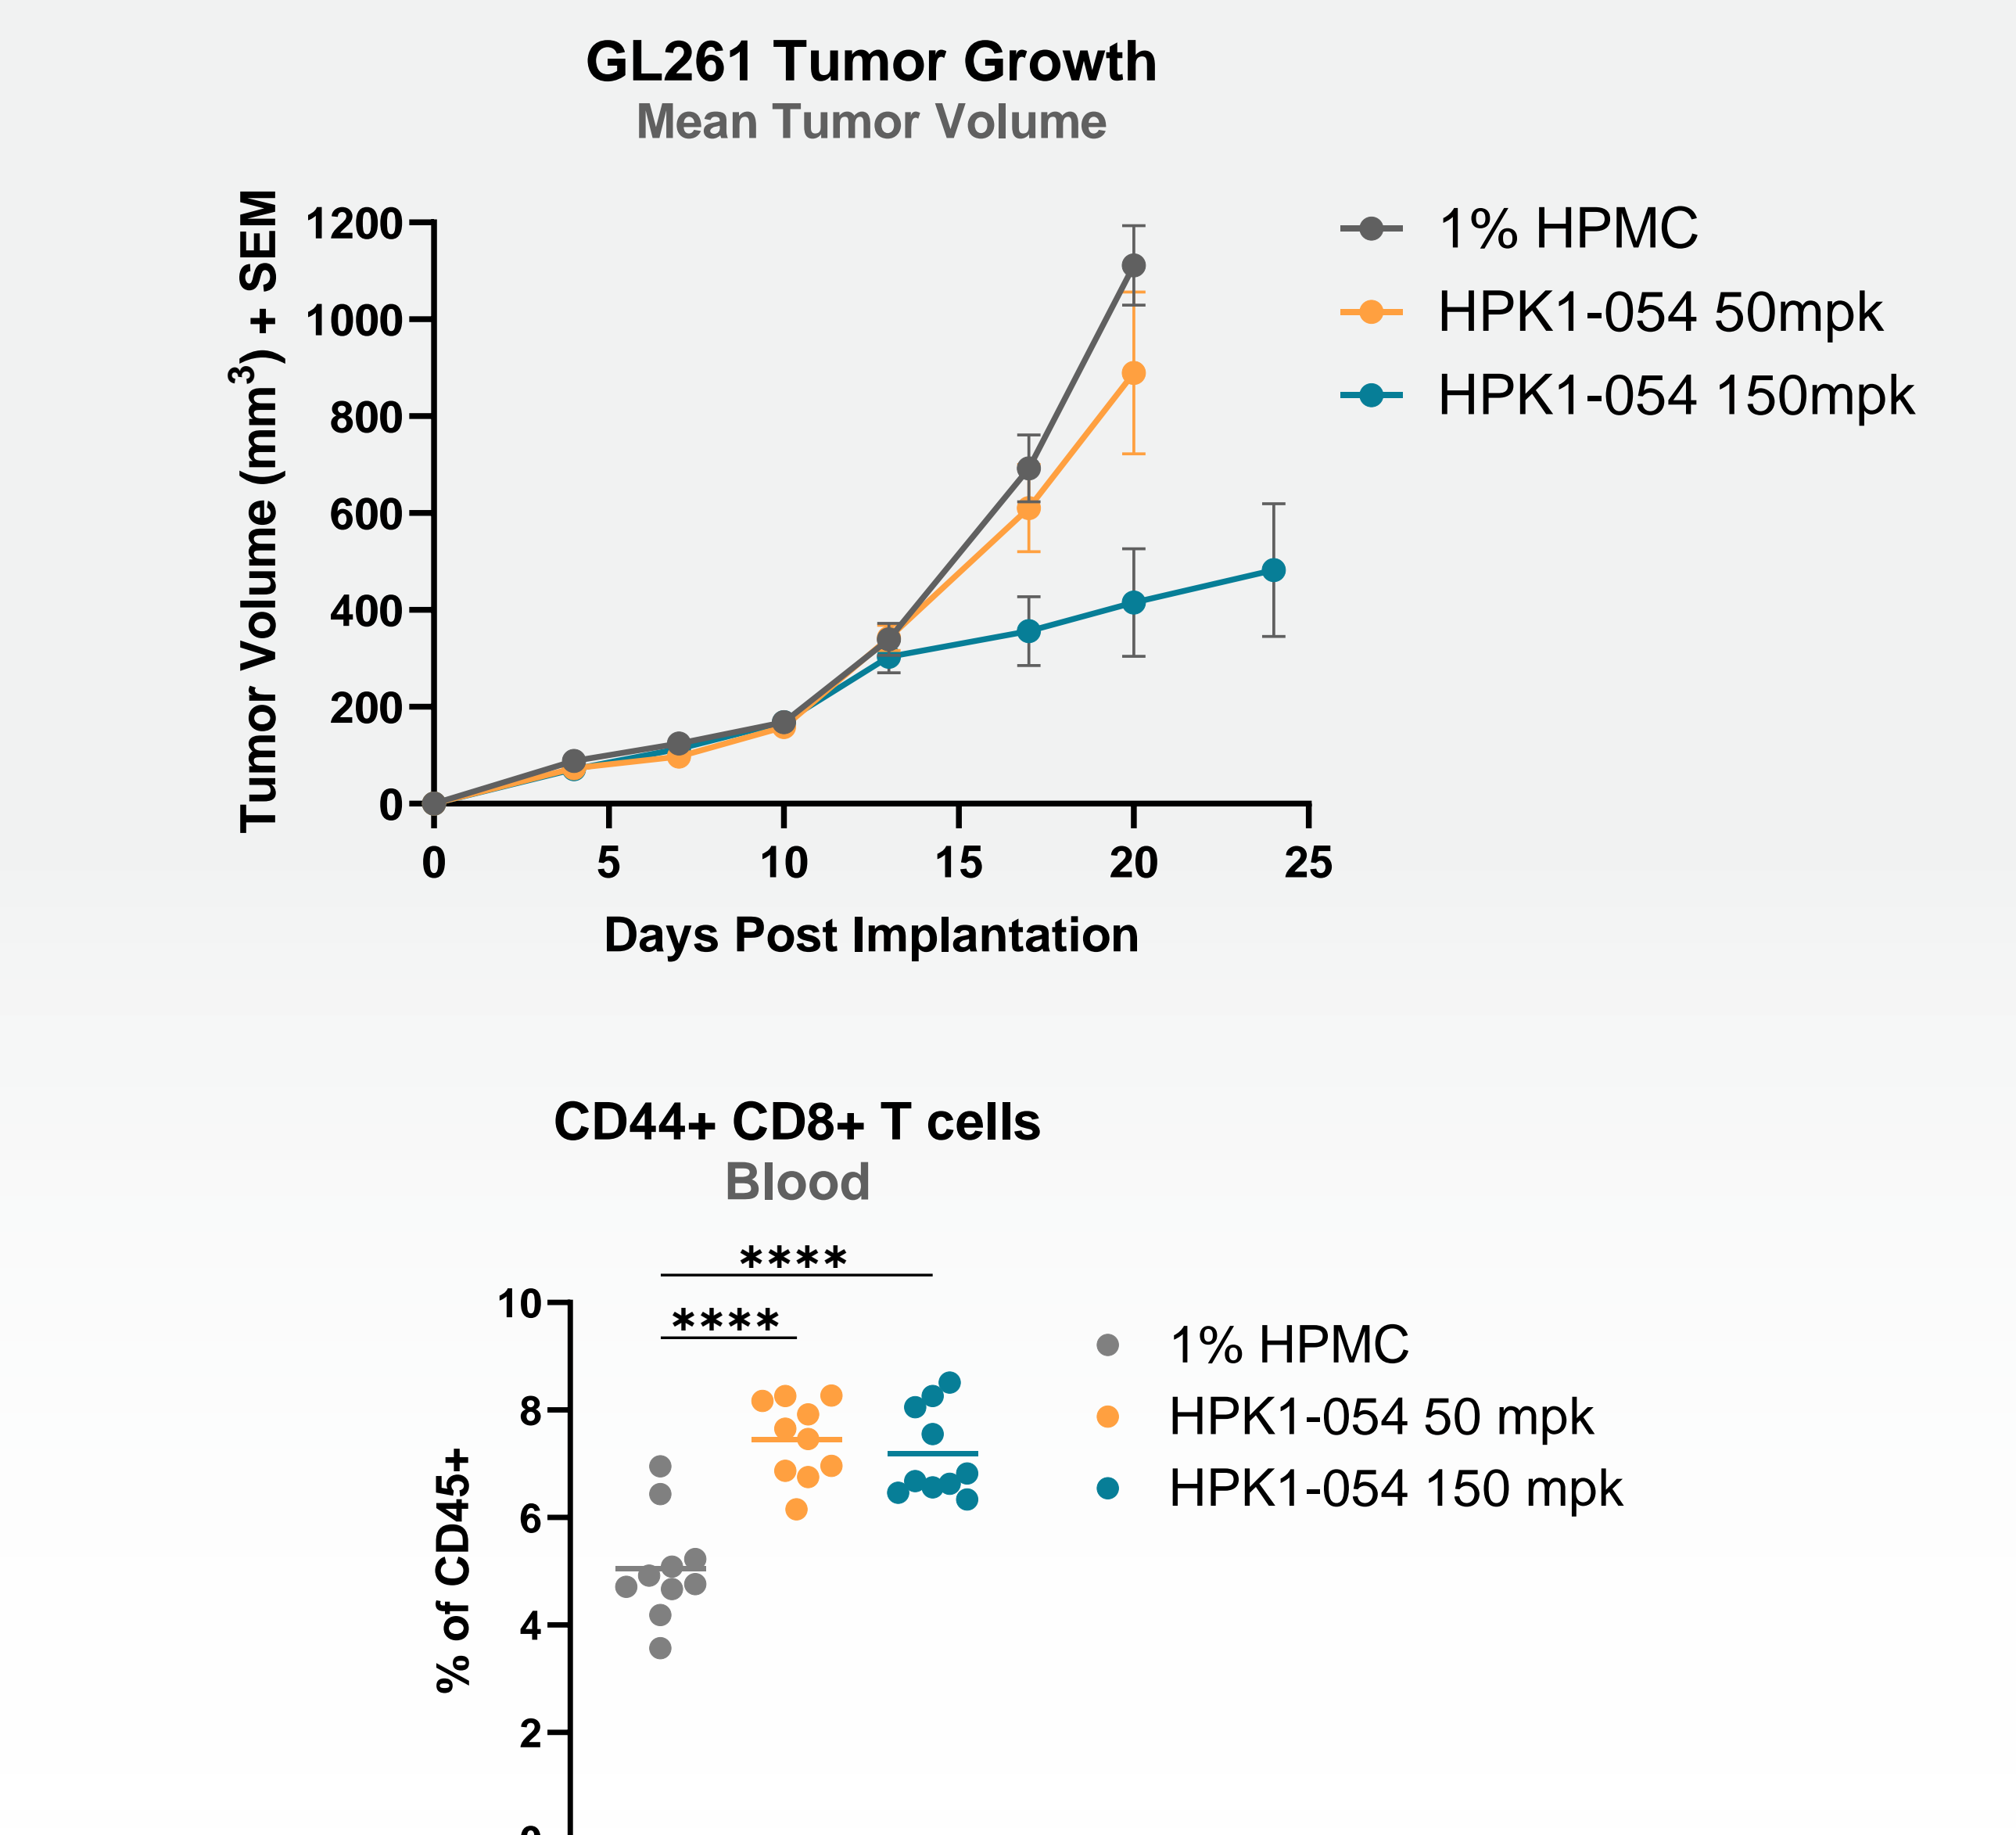 GL261 Tumor Growth
Mean Tumor Volume
Tumor Volume (mm³) + SEM
1200
1000
800
600
400
200
0
0 5 10 15 20 25
Days Post Implantation
1% HPMC
HPK1-054 50mpk
HPK1-054 150mpk
CD44+ CD8+ T cells
Blood
****
****
% of CD45+
10
8
6
4
2
0
1% HPMC
HPK1-054 50 mpk
HPK1-054 150 mpk